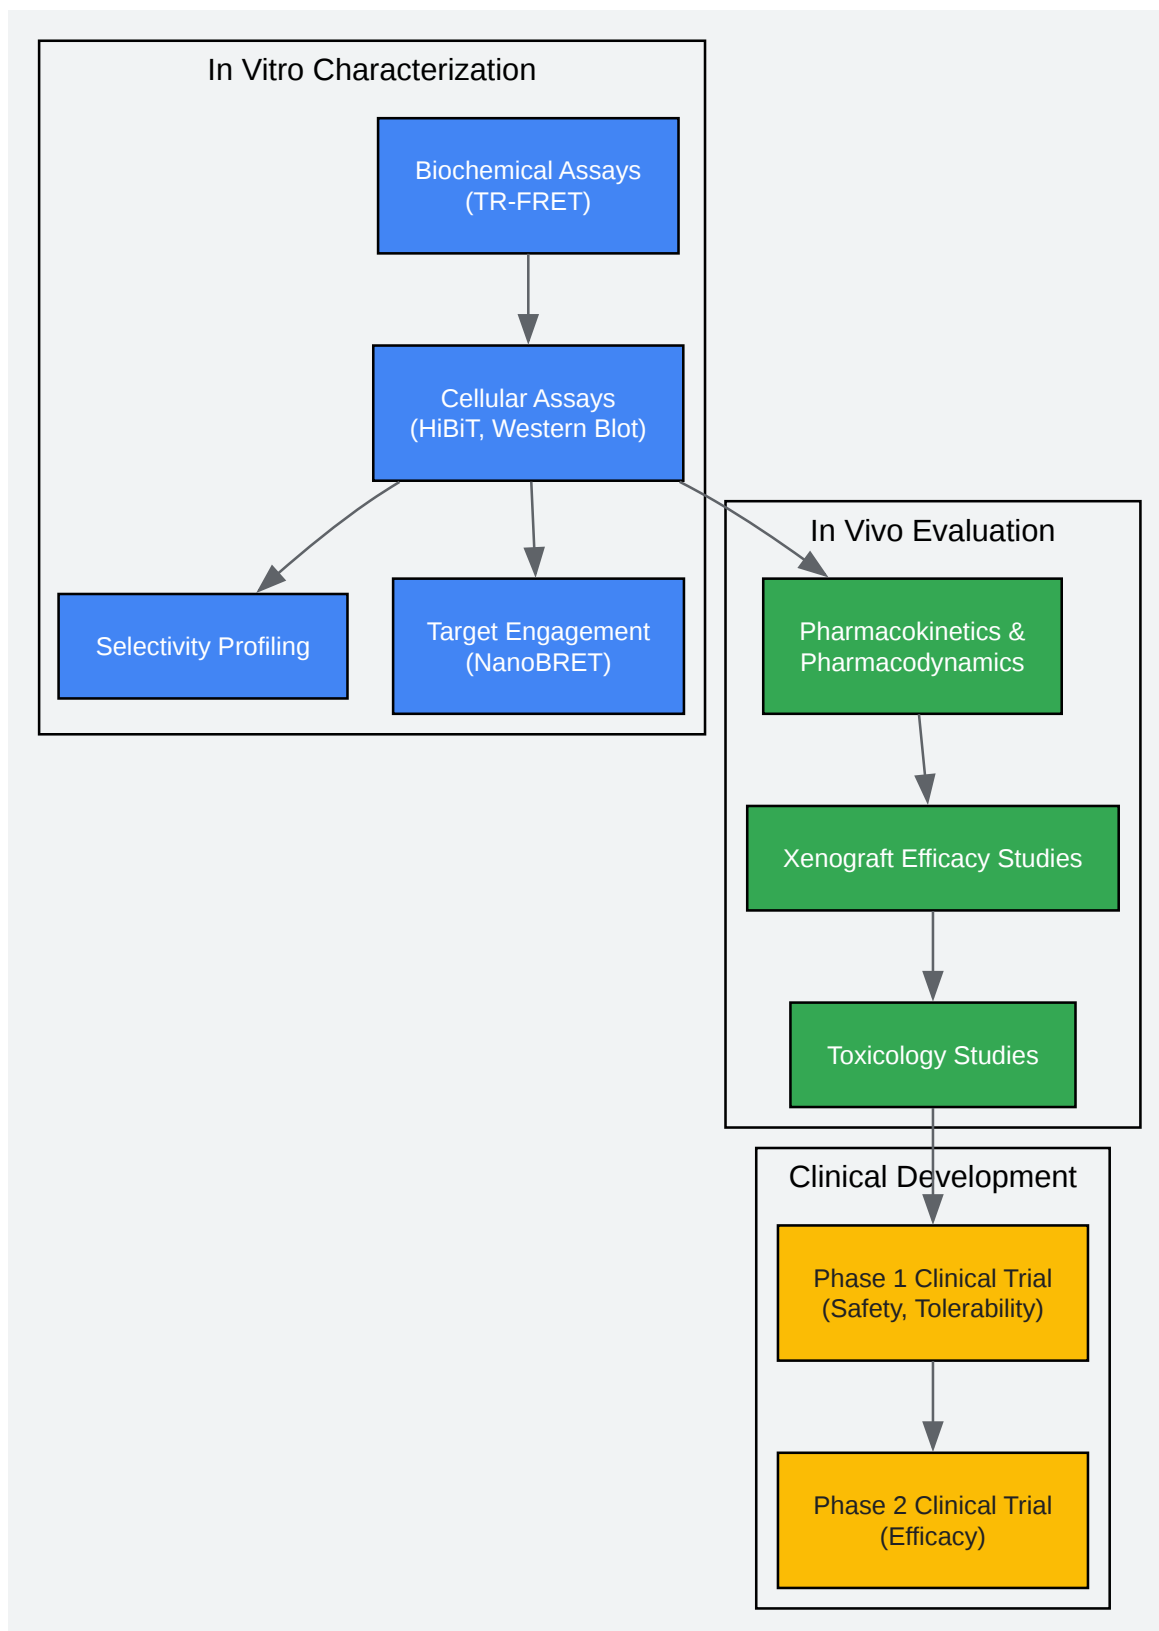 In Vitro Characterization
Biochemical Assays
(TR-FRET)
Cellular Assays
(HiBiT, Western Blot)
Selectivity Profiling
Target Engagement
(NanoBRET)
In Vivo Evaluation
Pharmacokinetics &
Pharmacodynamics
Xenograft Efficacy Studies
Toxicology Studies
Clinical Development
Phase 1 Clinical Trial
(Safety, Tolerability)
Phase 2 Clinical Trial
(Efficacy)